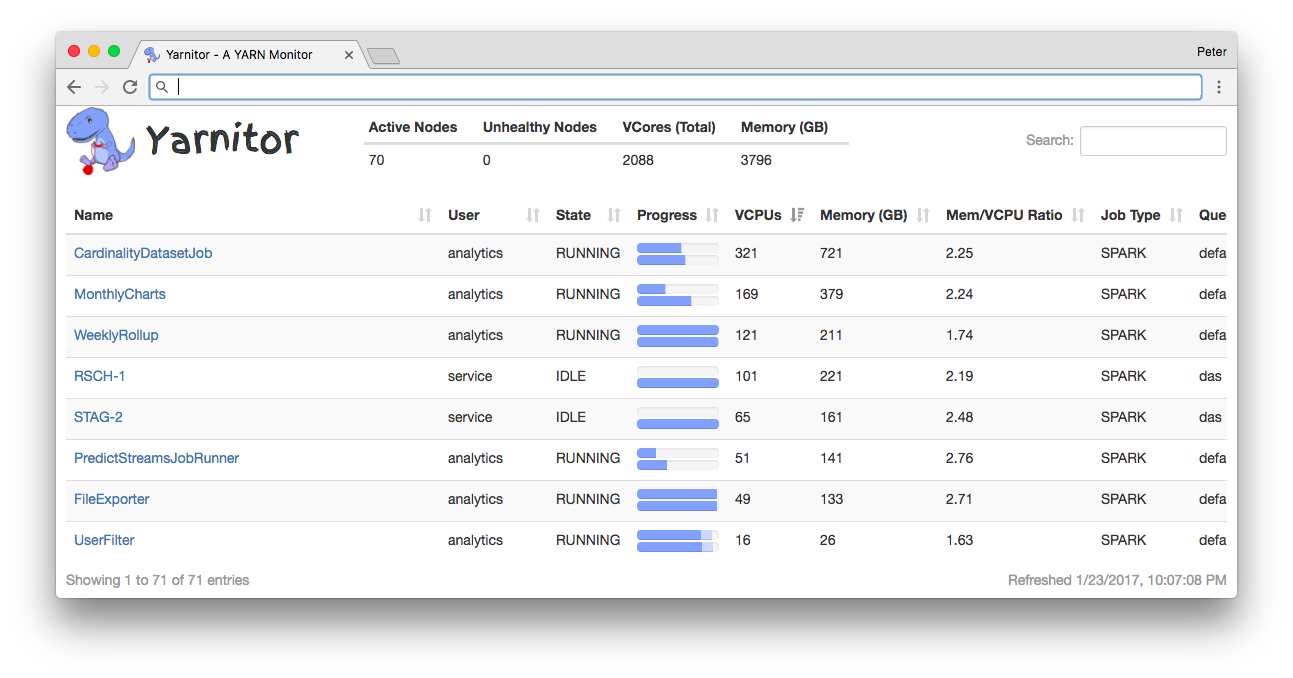 Yarnitor - A YARN Monitor
Peter
Yarnitor
Active Nodes Unhealthy Nodes VCores (Total) Memory (GB)
70 0 2088 3796
Search:
Name User State Progress VCPUs Memory (GB) Mem/VCPU Ratio Job Type Que
CardinalityDatasetJob analytics RUNNING 321 721 2.25 SPARK defa
MonthlyCharts analytics RUNNING 169 379 2.24 SPARK defa
WeeklyRollup analytics RUNNING 121 211 1.74 SPARK defa
RSCH-1 service IDLE 101 221 2.19 SPARK das
STAG-2 service IDLE 65 161 2.48 SPARK das
PredictStreamsJobRunner analytics RUNNING 51 141 2.76 SPARK defa
FileExporter analytics RUNNING 49 133 2.71 SPARK defa
UserFilter analytics RUNNING 16 26 1.63 SPARK defa
Showing 1 to 71 of 71 entries
Refreshed 1/23/2017, 10:07:08 PM